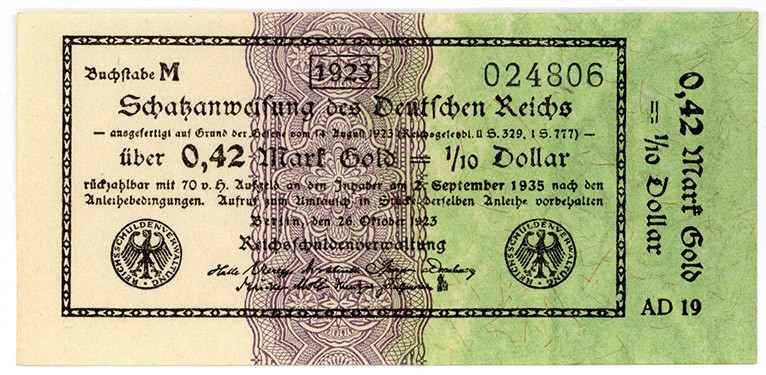 Buchstabe M
1923
024806
Schatzanweisung des Deutschen Reichs
— ausgefertigt auf Grund der Gesetze vom 14. August 1923 (Reichsgesetzbl. II S. 329, I S. 777) —
über 0,42 Mark Gold = 1/10 Dollar
rückzahlbar mit 70 v. H. Aufgeld an den Inhaber am 2. September 1935 nach den
Anleihebedingungen. Aufruf zum Umtausch in Stücke derselben Anleihe vorbehalten
Berlin, den 26. Oktober 1923
Reichsschuldenverwaltung
REICHSSCHULDENVERWALTUNG
REICHSSCHULDENVERWALTUNG
0,42 Mark Gold
= 1/10 Dollar
AD 19